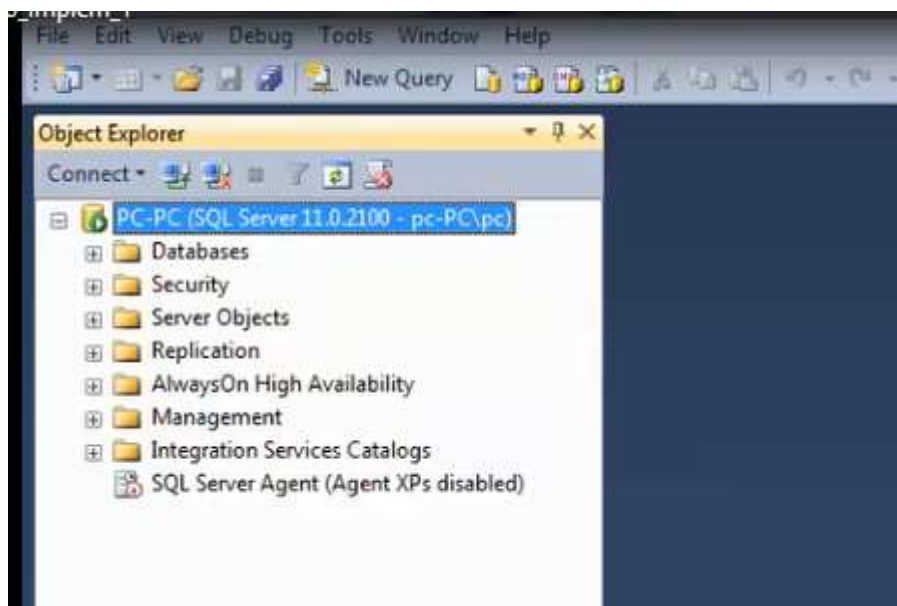 File Edit View Debug Tools Window Help
New Query
Object Explorer
Connect
PC-PC (SQL Server 11.0.2100 - pc-PC\pc)
Databases
Security
Server Objects
Replication
AlwaysOn High Availability
Management
Integration Services Catalogs
SQL Server Agent (Agent XPs disabled)